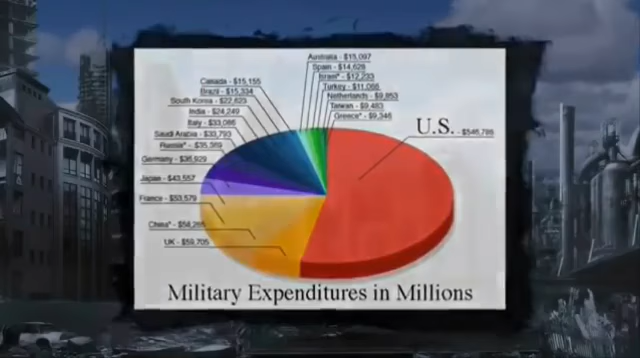 Australia - $15,097
Spain - $14,628
Israel* - $12,233
Turkey - $11,066
Netherlands - $9,853
Taiwan - $9,483
Greece* - $9,346
Canada - $15,155
Brazil - $15,334
South Korea - $22,623
India - $24,249
Italy - $33,086
Saudi Arabia - $33,793
Russia* - $35,369
Germany - $36,929
Japan - $43,557
France - $53,579
China* - $58,265
UK - $59,705
U.S. - $546,786
Military Expenditures in Millions